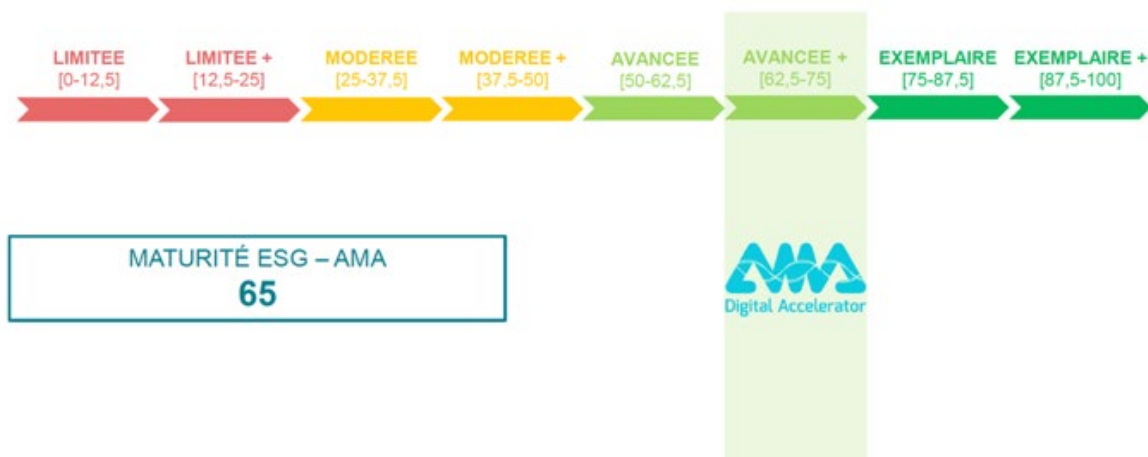 LIMITEE
[0-12,5]
LIMITEE +
[12,5-25]
MODEREE
[25-37,5]
MODEREE +
[37,5-50]
AVANCEE
[50-62,5]
AVANCEE +
[62,5-75]
EXEMPLAIRE
[75-87,5]
EXEMPLAIRE +
[87,5-100]
MATURITÉ ESG – AMA
65
AMA
Digital Accelerator